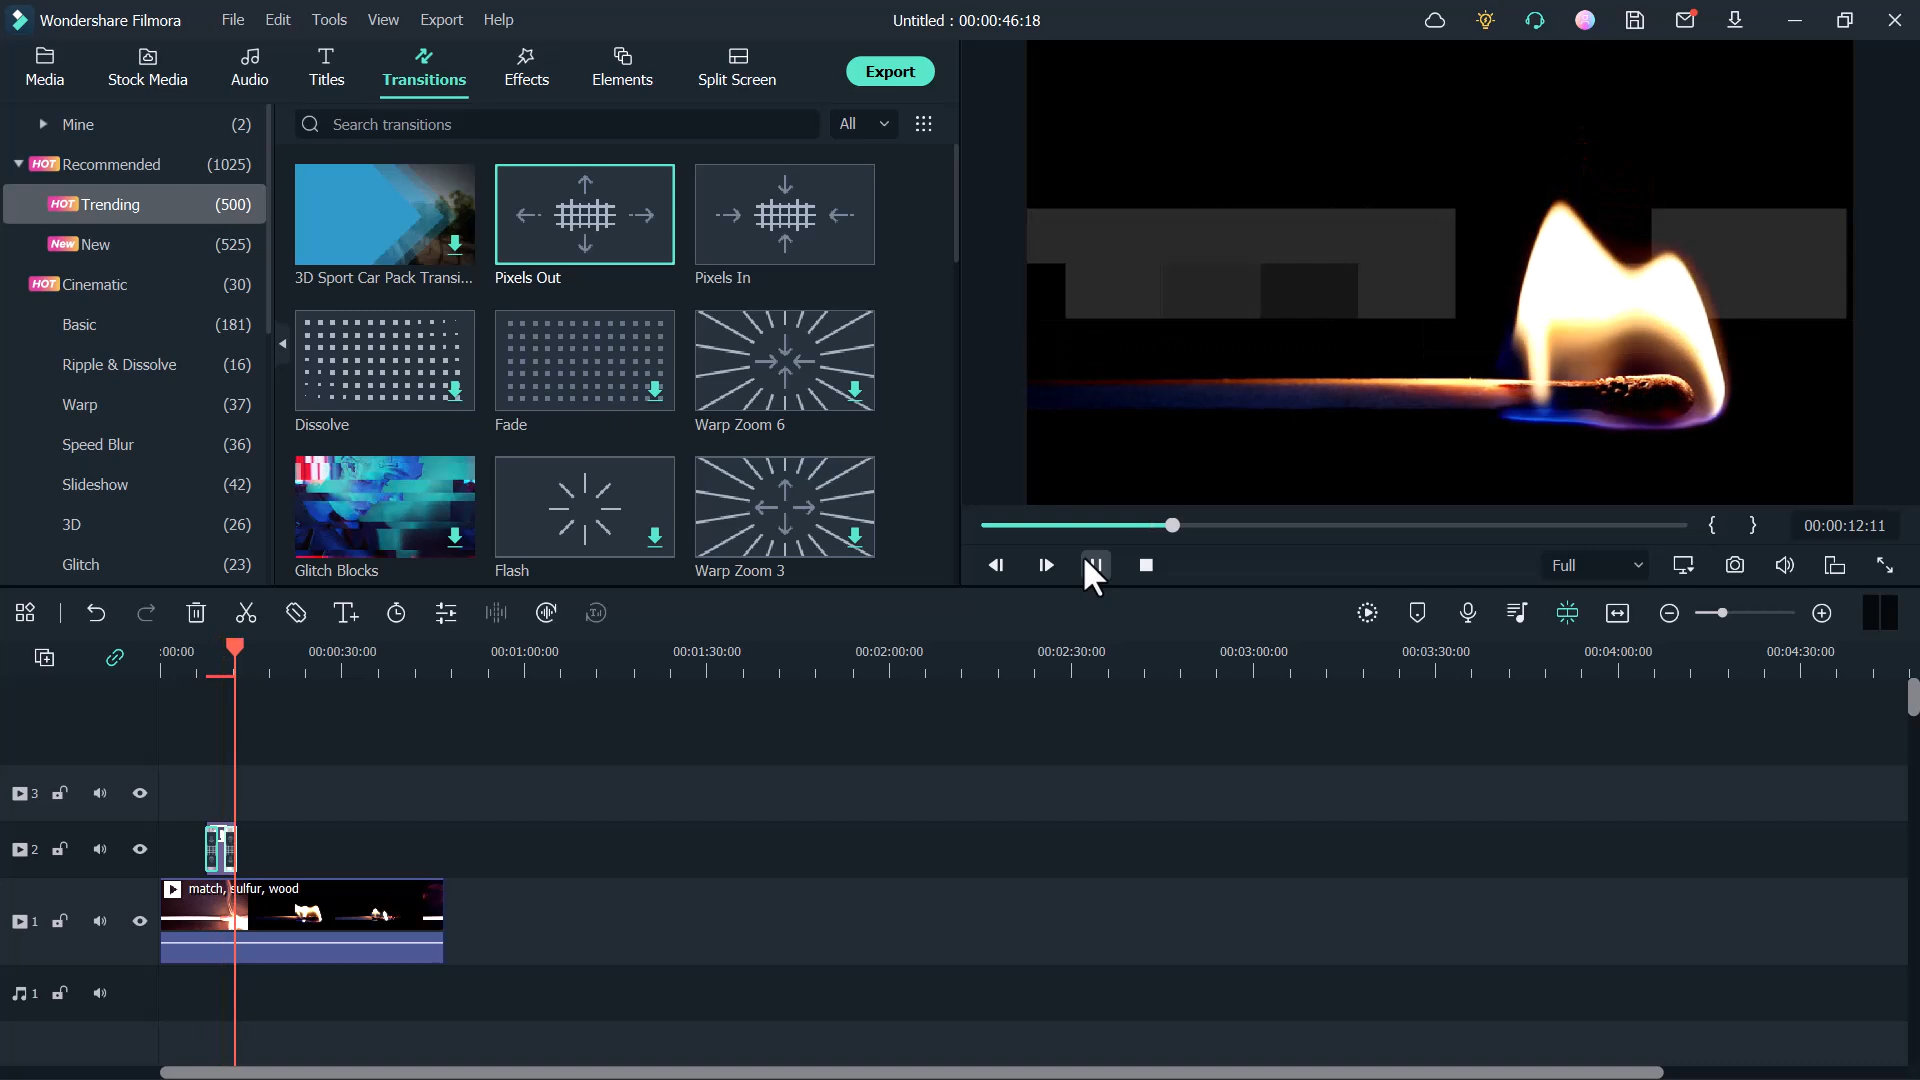 Wondershare Filmora
File
Edit
Tools
View
Export
Help
Untitled : 00:00:46:18
Media
Stock Media
Audio
Titles
Transitions
Effects
Elements
Split Screen
Export
Mine (2)
HOT Recommended (1025)
HOT Trending (500)
New New (525)
HOT Cinematic (30)
Basic (181)
Ripple & Dissolve (16)
Warp (37)
Speed Blur (36)
Slideshow (42)
3D (26)
Glitch (23)
Search transitions
All
3D Sport Car Pack Transi...
Pixels Out
Pixels In
Dissolve
Fade
Warp Zoom 6
Glitch Blocks
Flash
Warp Zoom 3
00:00:12:11
Full
:00:00
00:00:30:00
00:01:00:00
00:01:30:00
00:02:00:00
00:02:30:00
00:03:00:00
00:03:30:00
00:04:00:00
00:04:30:00
3
2
match, sulfur, wood
1
1